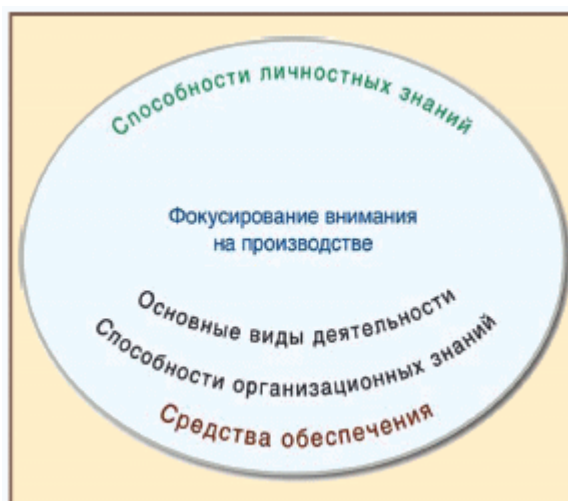 Способности личностных знаний
Фокусирование внимания
на производстве
Основные виды деятельности
Способности организационных знаний
Средства обеспечения